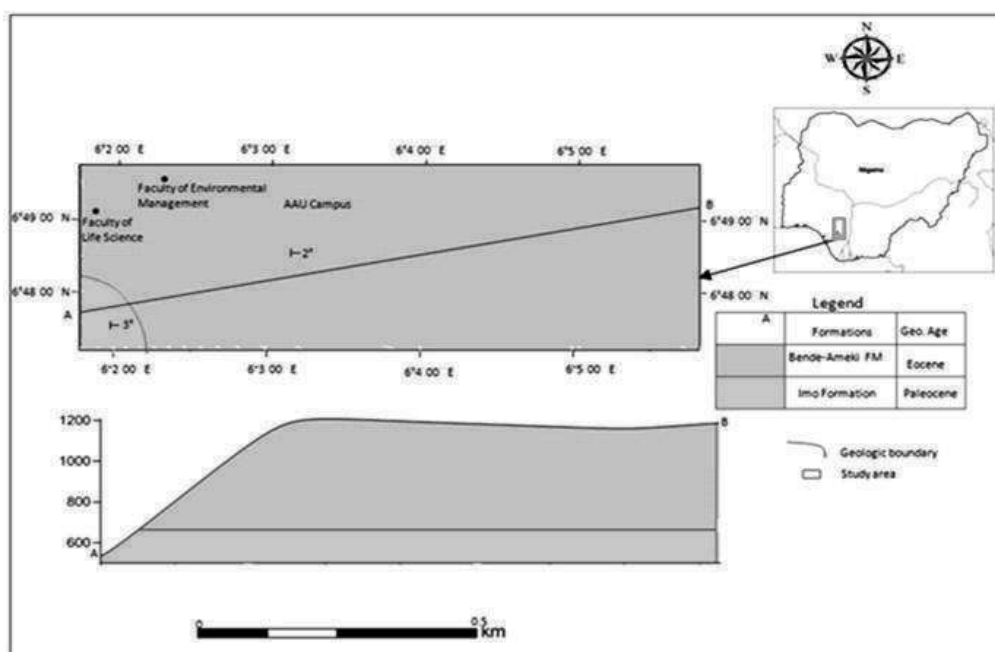 N
W E
S
6°2 00 E 6°3 00 E 6°4 00 E 6°5 00 E
Faculty of Environmental
Management
AAU Campus
B
6°49 00 N
6°49 00 N
Faculty of
Life Science
2°
6°48 00 N
6°48 00 N
A
3°
6°2 00 E 6°3 00 E 6°4 00 E 6°5 00 E
Legend
A Formations Geo. Age
Bende-Ameki FM Eocene
Imo Formation Paleocene
Geologic boundary
Study area
1200
B
1000
800
600
A
0 0.5
km